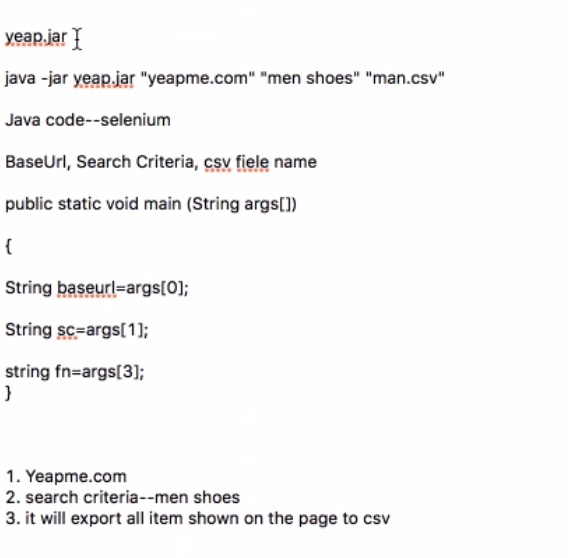 yeap.jar
java -jar yeap.jar "yeapme.com" "men shoes" "man.csv"
Java code--selenium
BaseUrl, Search Criteria, csv fiele name
public static void main (String args[])
{
String baseurl=args[0];
String sc=args[1];
string fn=args[3];
}
1. Yeapme.com
2. search criteria--men shoes
3. it will export all item shown on the page to csv